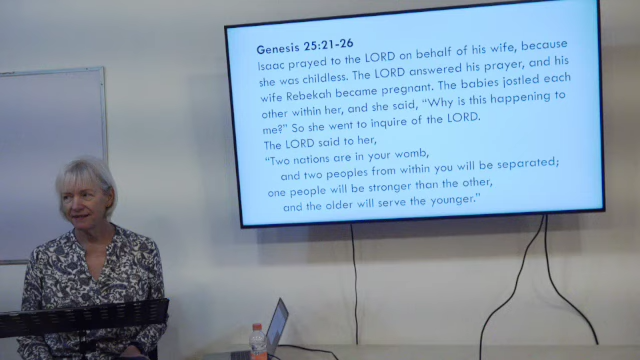 Genesis 25:21-26
Isaac prayed to the LORD on behalf of his wife, because
she was childless. The LORD answered his prayer, and his
wife Rebekah became pregnant. The babies jostled each
other within her, and she said, “Why is this happening to
me?” So she went to inquire of the LORD.
The LORD said to her,
“Two nations are in your womb,
and two peoples from within you will be separated;
one people will be stronger than the other,
and the older will serve the younger.”